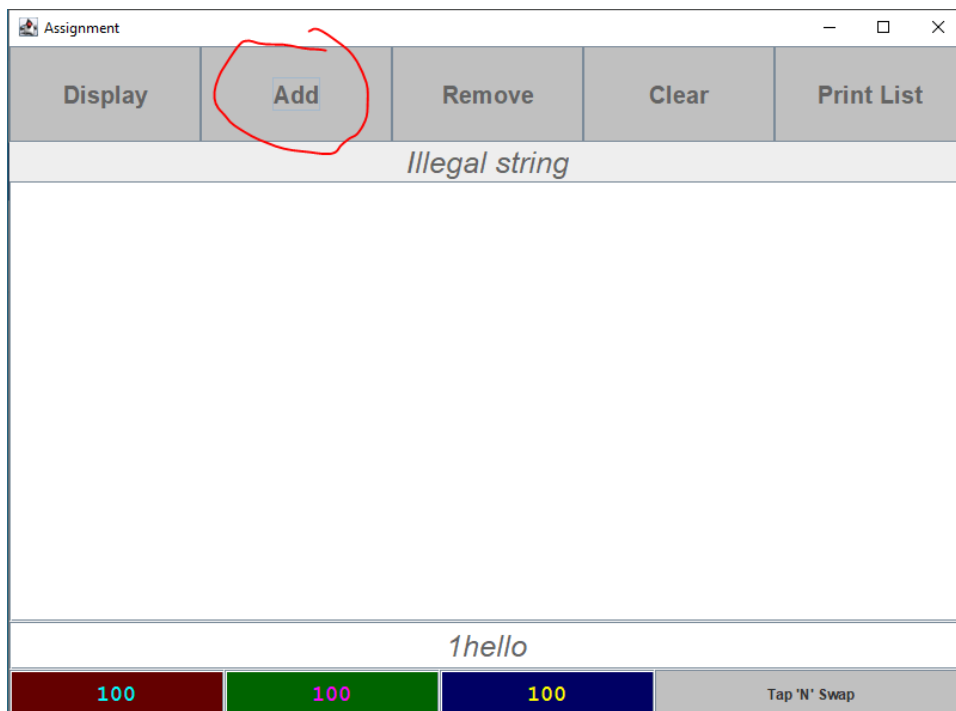 Assignment
Display Add Remove Clear Print List
Illegal string
1hello
100 100 100 Tap 'N' Swap